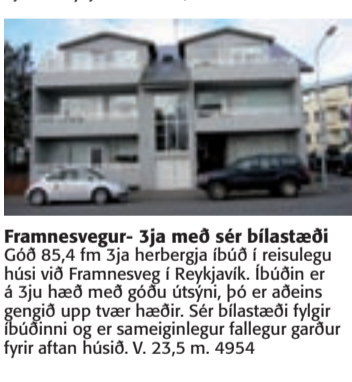 Framnesvegur- 3ja með sér bílastæði
Góð 85,4 fm 3ja herbergja íbúð í reisulegu
húsi við Framnesveg í Reykjavík. Íbúðin er
á 3ju hæð með góðu útsýni, þó er aðeins
gengið upp tvær hæðir. Sér bílastæði fylgir
íbúðinni og er sameiginlegur fallegur garður
fyrir aftan húsið. V. 23,5 m. 4954